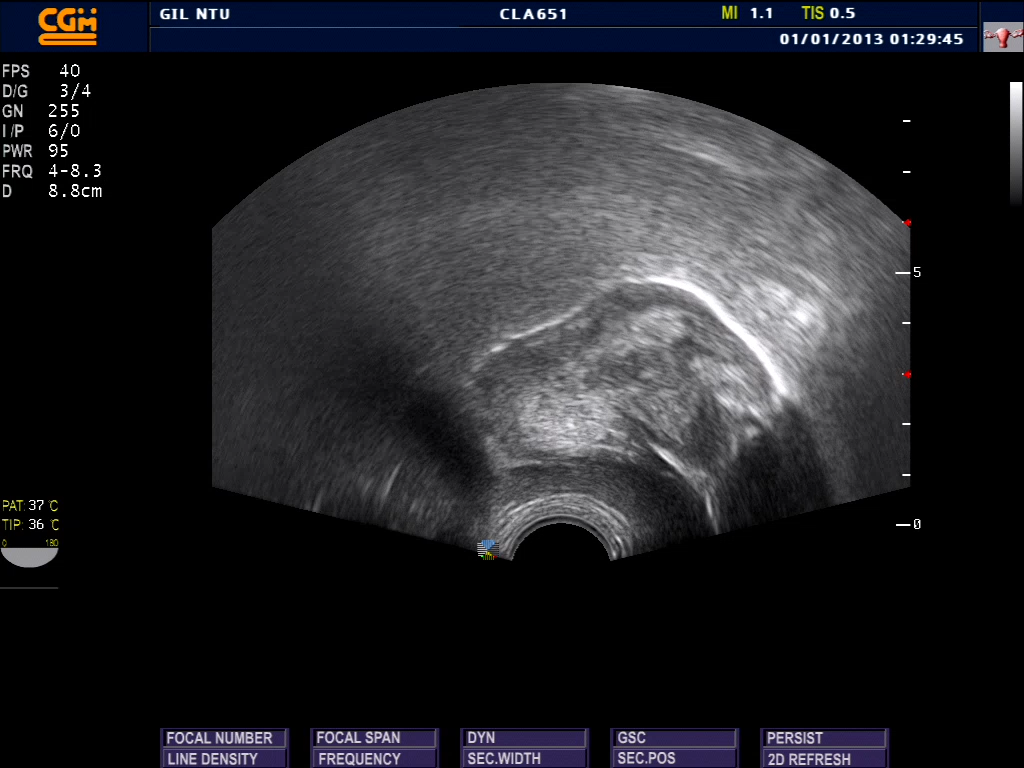 CGM
GIL NTU CLA651 MI 1.1 TIS 0.5
01/01/2013 01:29:45
FPS 40
D/G 3/4
GN 255
I/P 6/0
PWR 95
FRQ 4-8.3
D 8.8cm
5
PAT: 37 °C
TIP: 36 °C
0 180
0
FOCAL NUMBER FOCAL SPAN DYN GSC PERSIST
LINE DENSITY FREQUENCY SEC.WIDTH SEC.POS 2D REFRESH